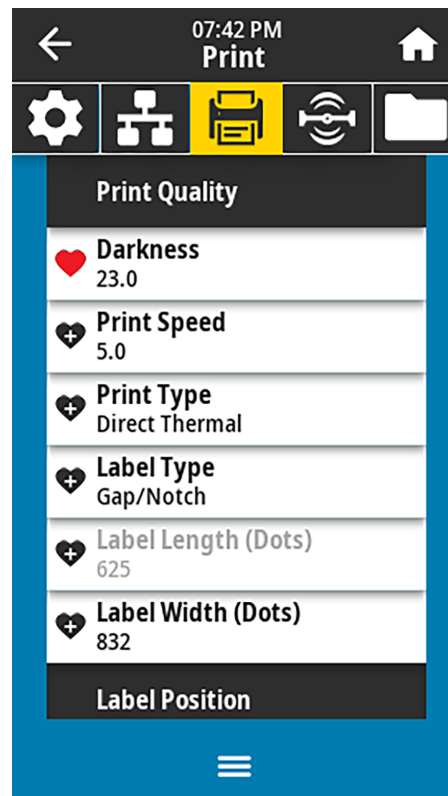 07:42 PM
Print
Print Quality
Darkness
23.0
Print Speed
5.0
Print Type
Direct Thermal
Label Type
Gap/Notch
Label Length (Dots)
625
Label Width (Dots)
832
Label Position